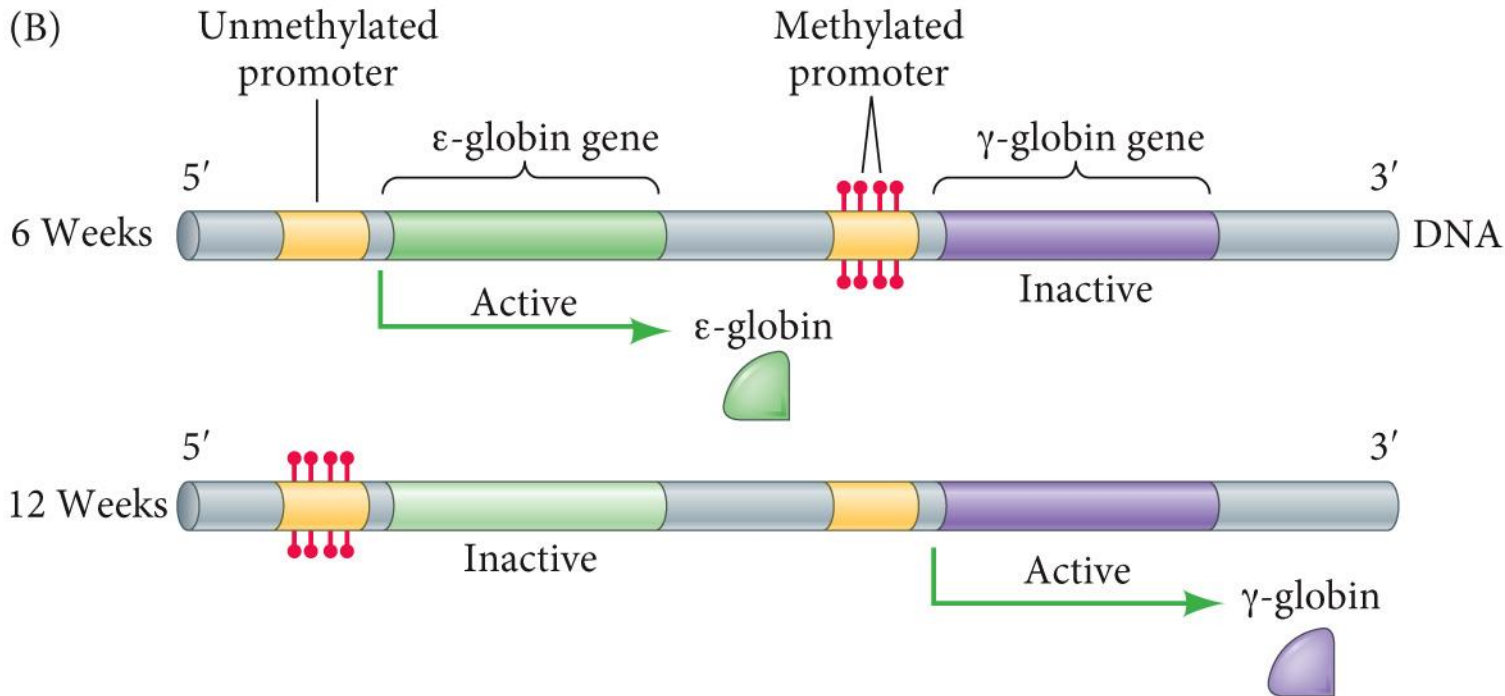 (B)
Unmethylated
promoter
Methylated
promoter
ε-globin gene
γ-globin gene
5′
3′
6 Weeks
DNA
Active
Inactive
ε-globin
5′
3′
12 Weeks
Inactive
Active
γ-globin